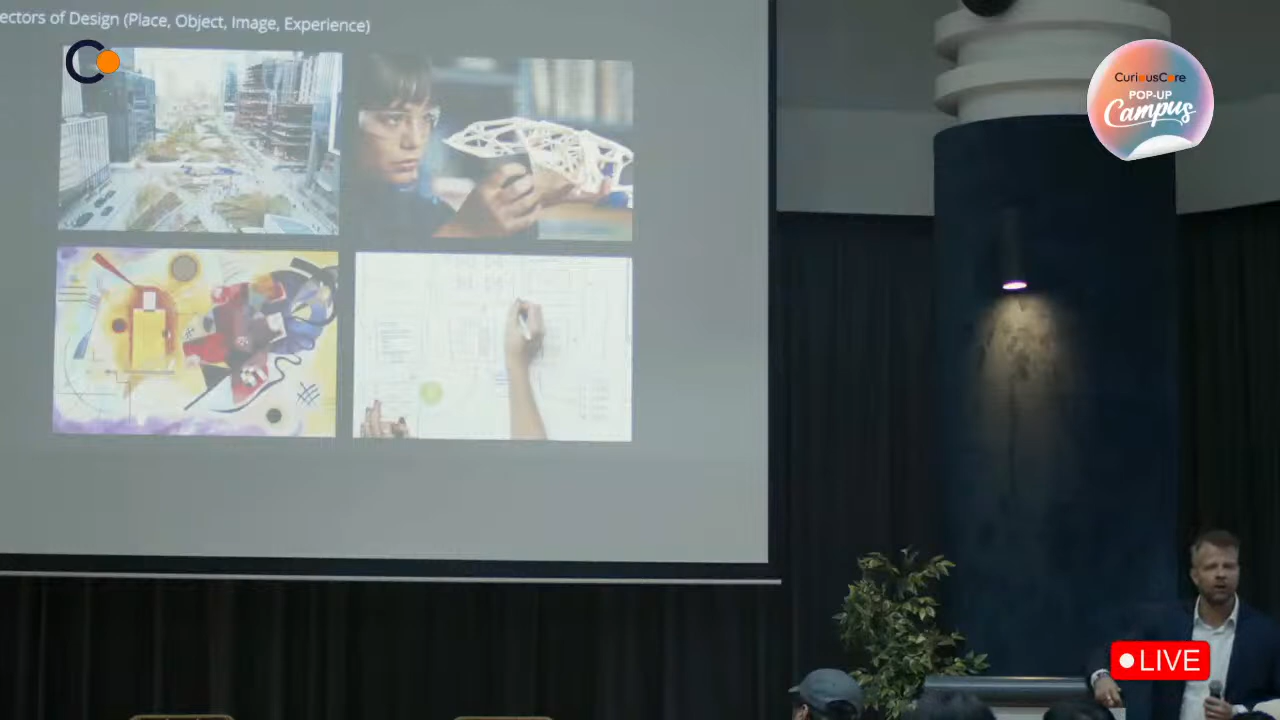 ectors of Design (Place, Object, Image, Experience)
CuriousCore
POP-UP
Campus
LIVE